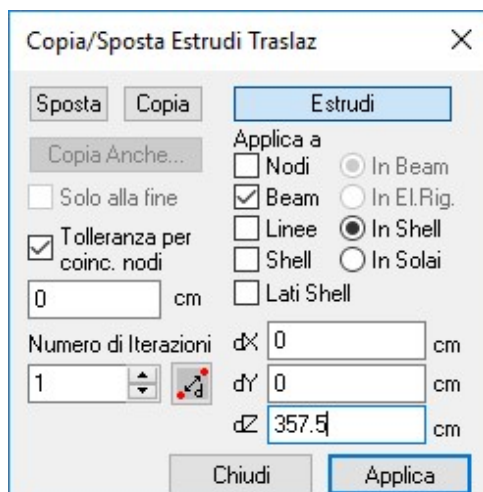 Copia/Sposta Estrudi Traslaz
Sposta Copia Estrudi
Copia Anche...
Applica a
Nodi In Beam
Solo alla fine
Beam In El.Rig.
Tolleranza per
coinc. nodi
Linee In Shell
Shell In Solai
0 cm
Lati Shell
Numero di Iterazioni
dX 0 cm
1
d
dY 0 cm
dZ 357.5 cm
Chiudi Applica